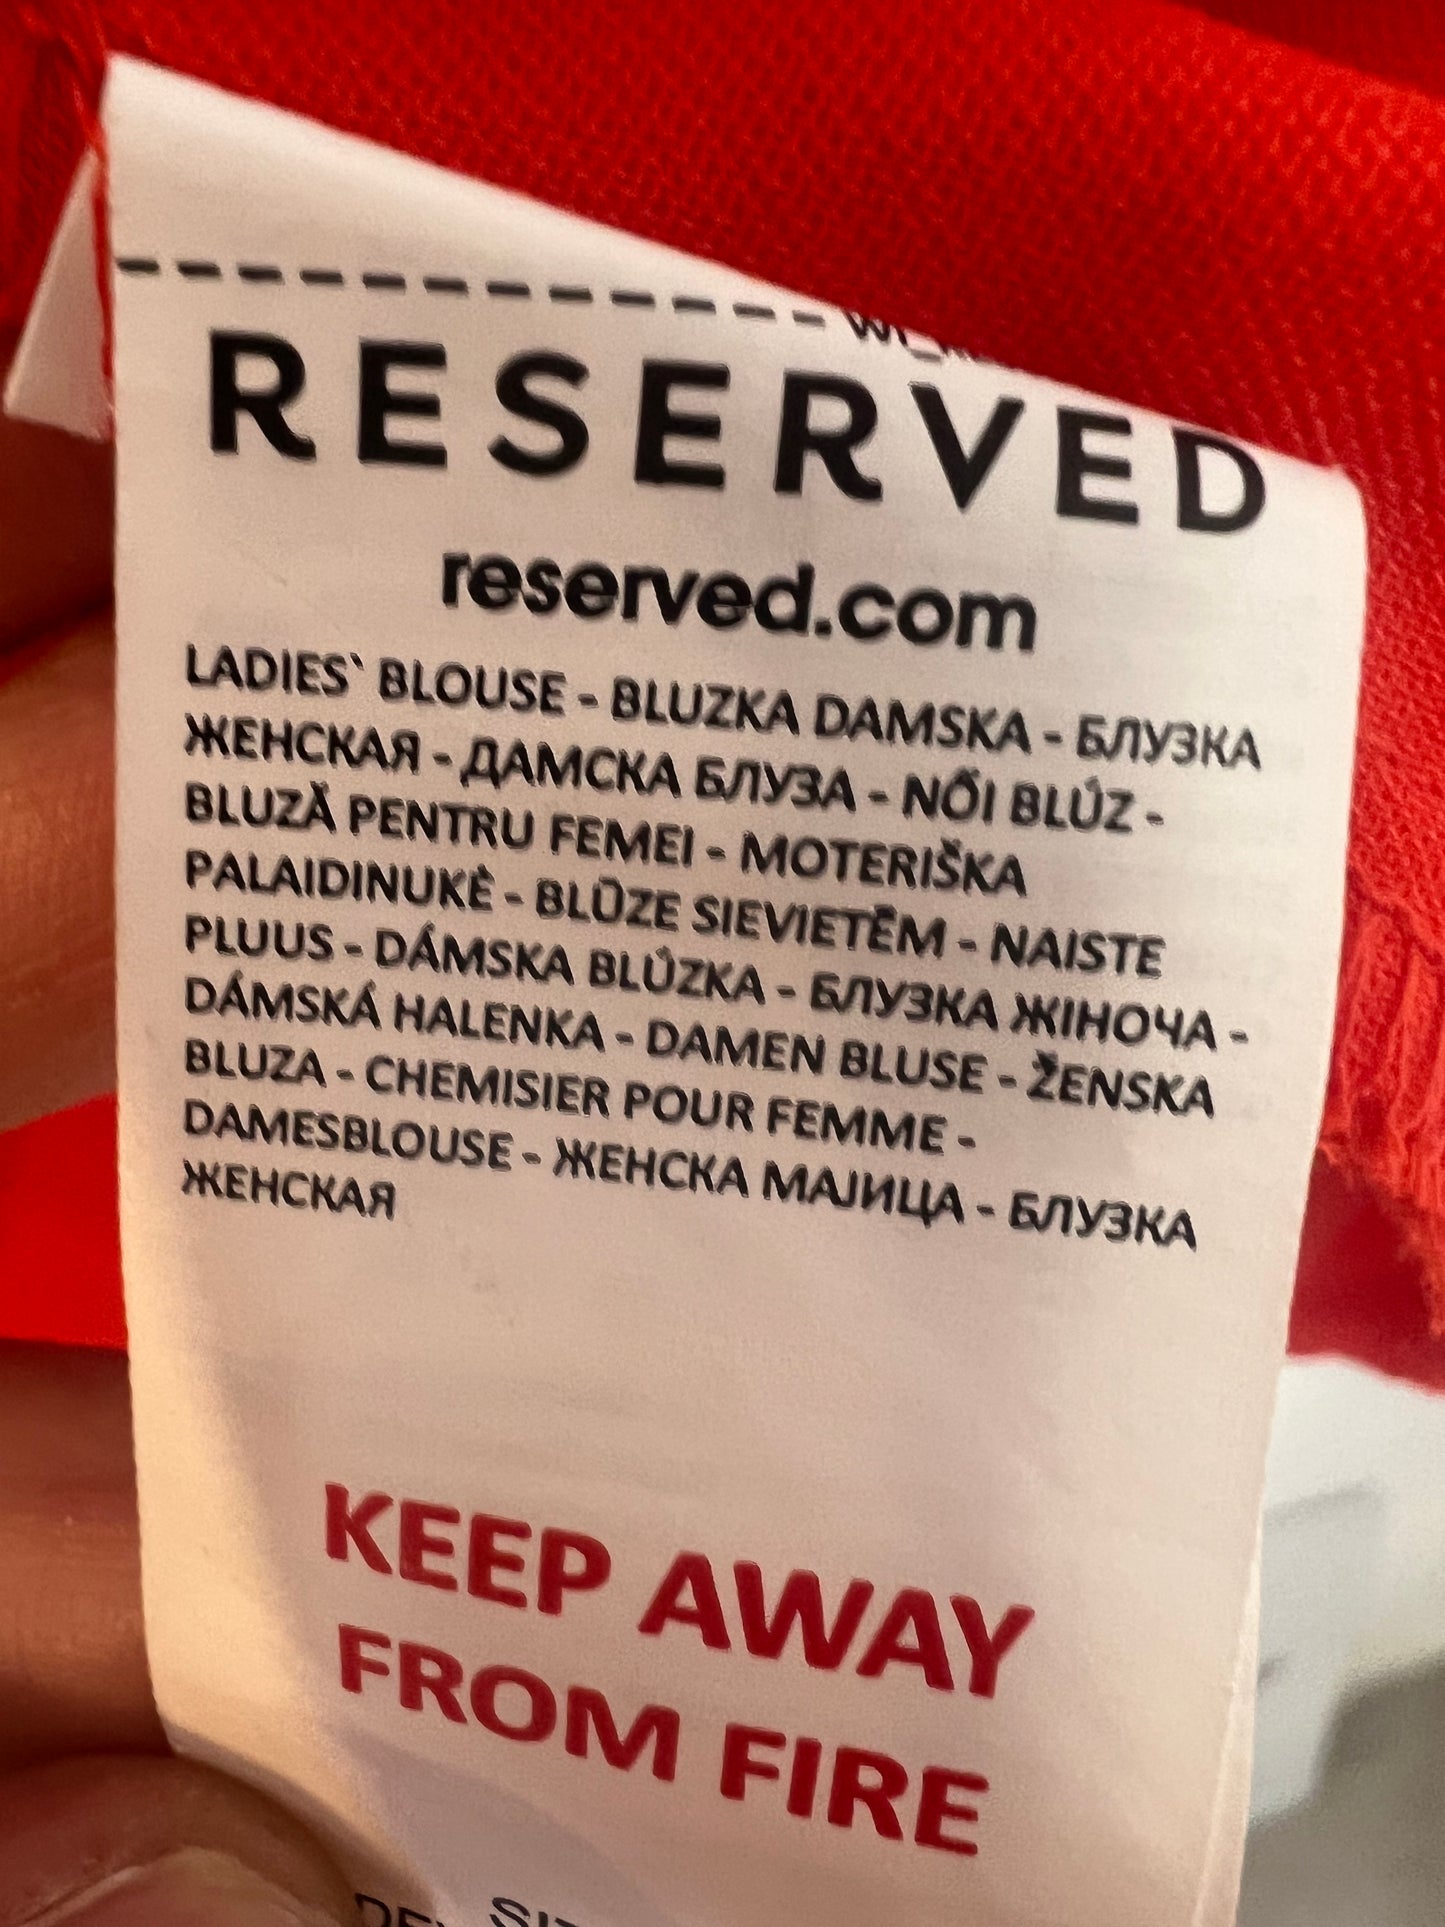 RESERVED
reserved.com
LADIES` BLOUSE - BLUZKA DAMSKA - БЛУЗКА
ЖЕНСКАЯ - ДАМСКА БЛУЗА - NŐI BLÚZ -
BLUZĂ PENTRU FEMEI - MOTERIŠKA
PALAIDINUKĖ - BLŪZE SIEVIETĒM - NAISTE
PLUUS - DÁMSKA BLÚZKA - БЛУЗКА ЖІНОЧА -
DÁMSKÁ HALENKA - DAMEN BLUSE - ŽENSKA
BLUZA - CHEMISIER POUR FEMME -
DAMESBLOUSE - ЖЕНСКА МАЈИЦА - БЛУЗКА
ЖЕНСКАЯ
KEEP AWAY
FROM FIRE